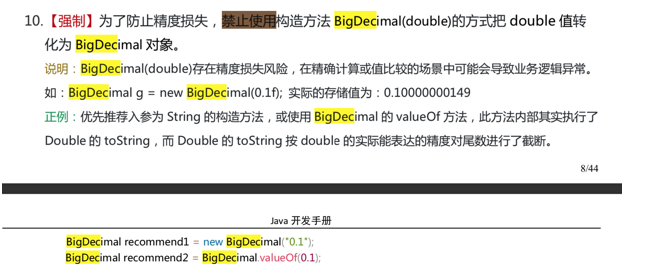 10.【强制】为了防止精度损失，禁止使用构造方法 BigDecimal(double)的方式把 double 值转
化为 BigDecimal 对象。
说明：BigDecimal(double)存在精度损失风险，在精确计算或值比较的场景中可能会导致业务逻辑异常。
如：BigDecimal g = new BigDecimal(0.1f); 实际的存储值为：0.10000000149
正例：优先推荐入参为 String 的构造方法，或使用 BigDecimal 的 valueOf 方法，此方法内部其实执行了
Double 的 toString，而 Double 的 toString 按 double 的实际能表达的精度对尾数进行了截断。
8/44
Java 开发手册
BigDecimal recommend1 = new BigDecimal("0.1");
BigDecimal recommend2 = BigDecimal.valueOf(0.1);